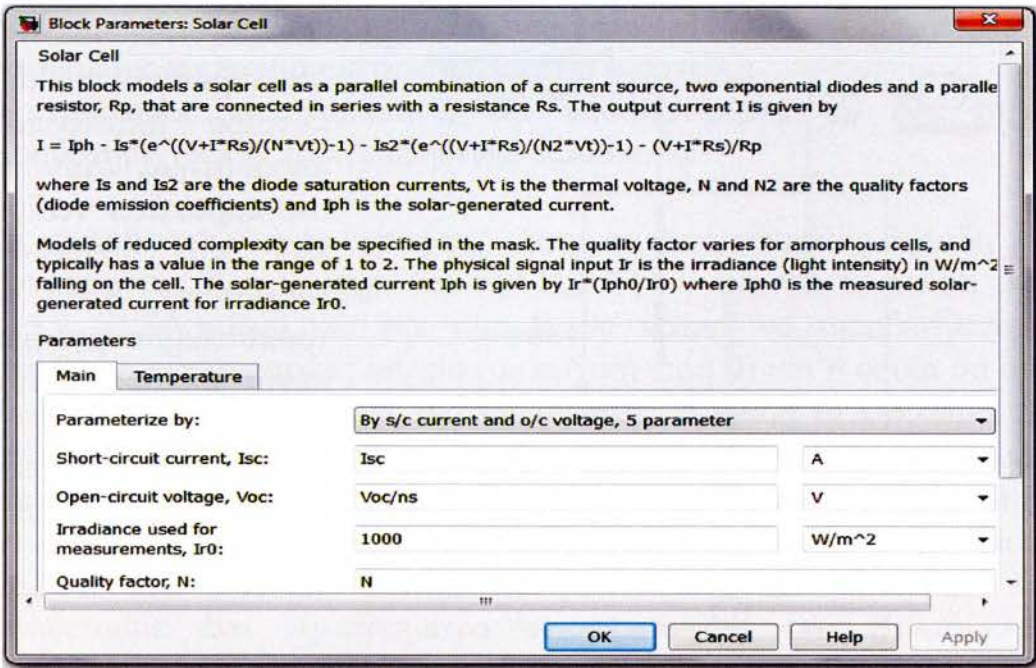 Block Parameters: Solar Cell
Solar Cell
This block models a solar cell as a parallel combination of a current source, two exponential diodes and a paralle
resistor, Rp, that are connected in series with a resistance Rs. The output current I is given by
I = Iph - Is*(e^((V+I*Rs)/(N*Vt))-1) - Is2*(e^((V+I*Rs)/(N2*Vt))-1) - (V+I*Rs)/Rp
where Is and Is2 are the diode saturation currents, Vt is the thermal voltage, N and N2 are the quality factors
(diode emission coefficients) and Iph is the solar-generated current.
Models of reduced complexity can be specified in the mask. The quality factor varies for amorphous cells, and
typically has a value in the range of 1 to 2. The physical signal input Ir is the irradiance (light intensity) in W/m^2
falling on the cell. The solar-generated current Iph is given by Ir*(Iph0/Ir0) where Iph0 is the measured solar-
generated current for irradiance Ir0.
Parameters
Main Temperature
Parameterize by: By s/c current and o/c voltage, 5 parameter
Short-circuit current, Isc: Isc A
Open-circuit voltage, Voc: Voc/ns V
Irradiance used for
measurements, Ir0: 1000 W/m^2
Quality factor, N: N
OK Cancel Help Apply